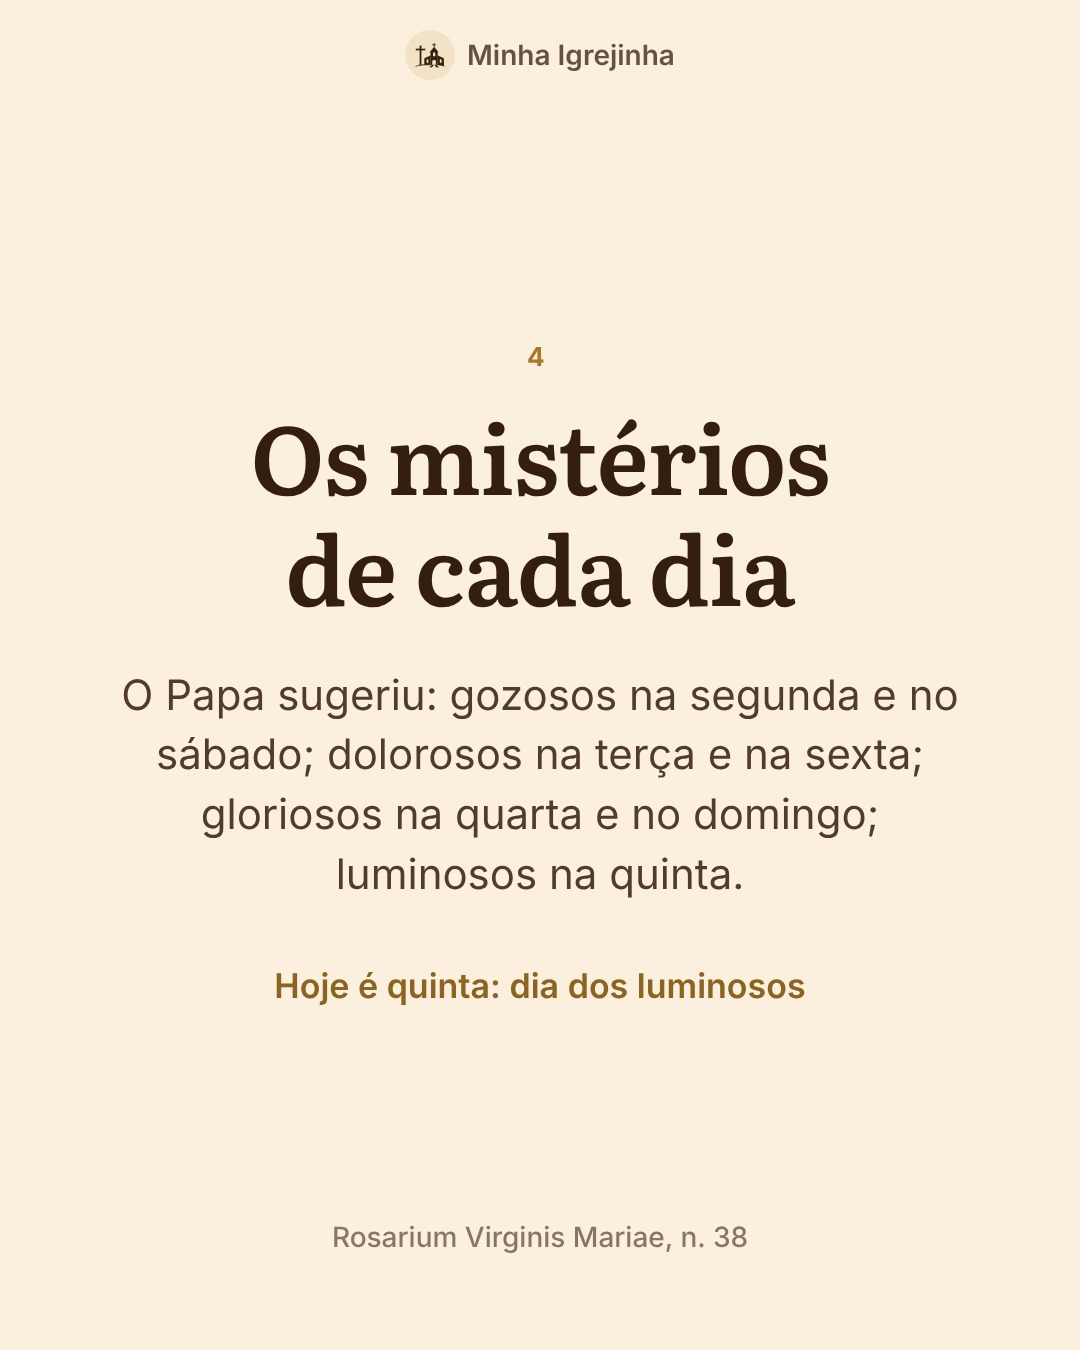 Minha Igrejinha
4
Os mistérios
de cada dia
O Papa sugeriu: gozosos na segunda e no
sábado; dolorosos na terça e na sexta;
gloriosos na quarta e no domingo;
luminosos na quinta.
Hoje é quinta: dia dos luminosos
Rosarium Virginis Mariae, n. 38